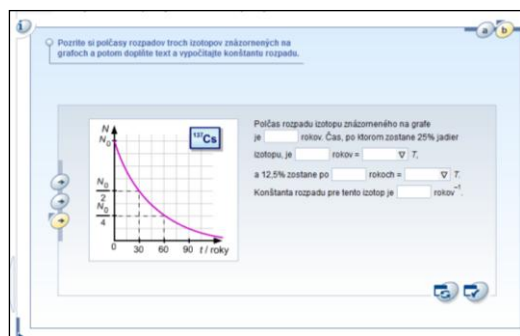 i
a b
Pozrite si polčasy rozpadov troch izotopov znázornených na
grafoch a potom doplňte text a vypočítajte konštantu rozpadu.
N
N₀
¹³⁷Cs
N₀
2
N₀
4
0 30 60 90 t / roky
Polčas rozpadu izotopu znázorneného na grafe
je rokov. Čas, po ktorom zostane 25% jadier
izotopu, je rokov = ∇ T,
a 12,5% zostane po rokoch = ∇ T.
Konštanta rozpadu pre tento izotop je rokov⁻¹.